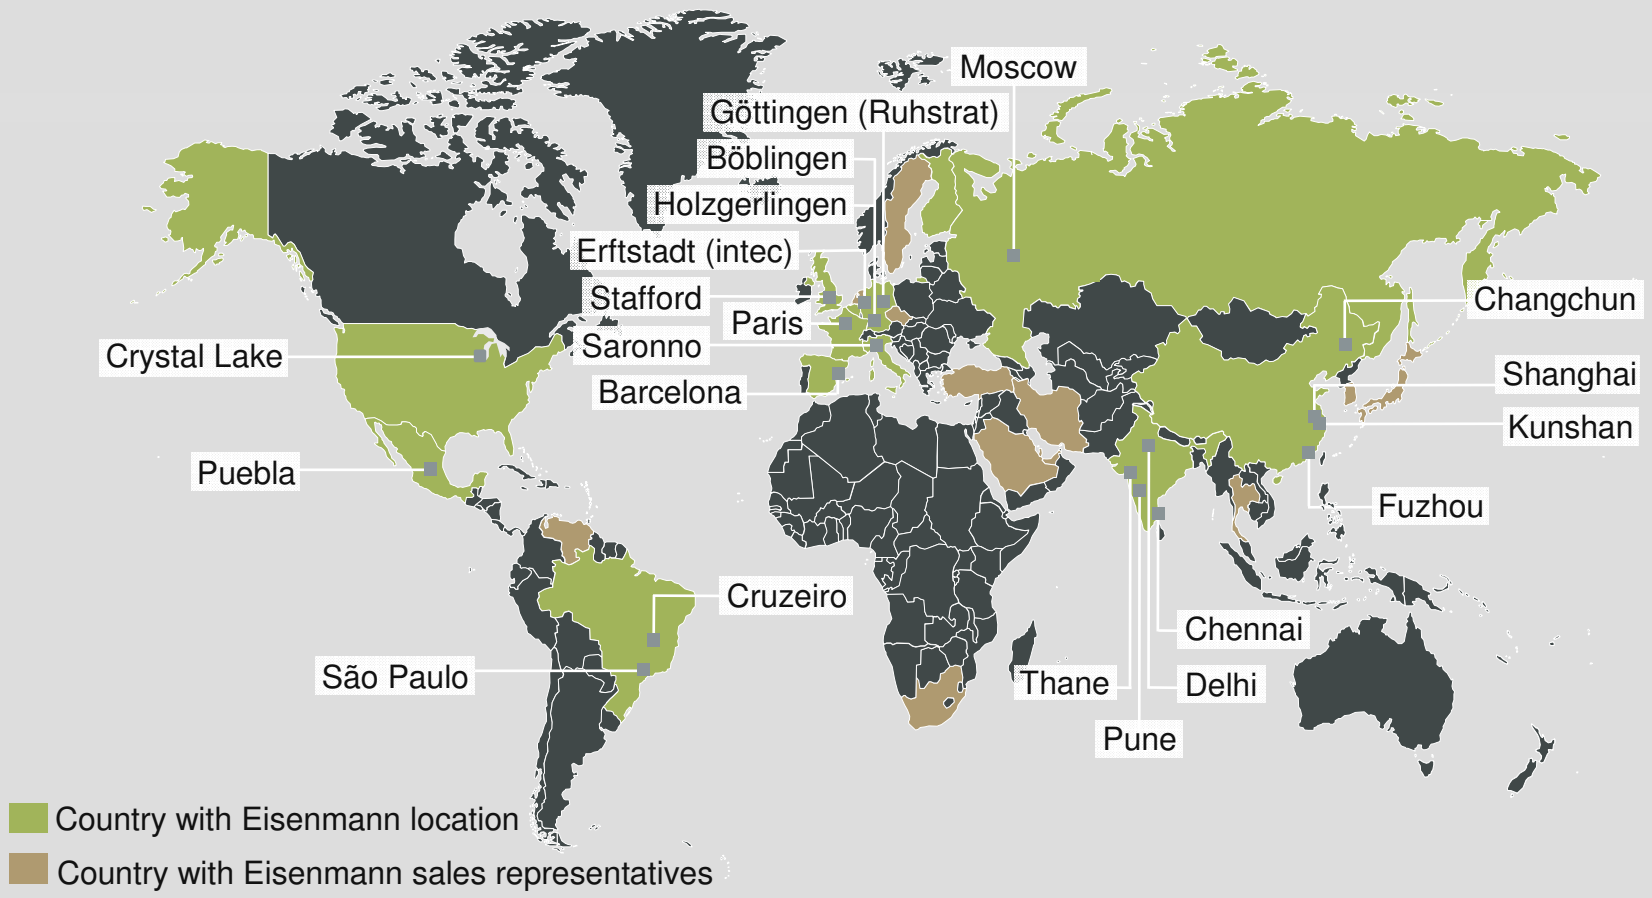 Moscow
Göttingen (Ruhstrat)
Böblingen
Holzgerlingen
Erftstadt (intec)
Stafford
Paris
Saronno
Barcelona
Crystal Lake
Puebla
Changchun
Shanghai
Kunshan
Fuzhou
Cruzeiro
São Paulo
Chennai
Thane
Delhi
Pune
Country with Eisenmann location
Country with Eisenmann sales representatives